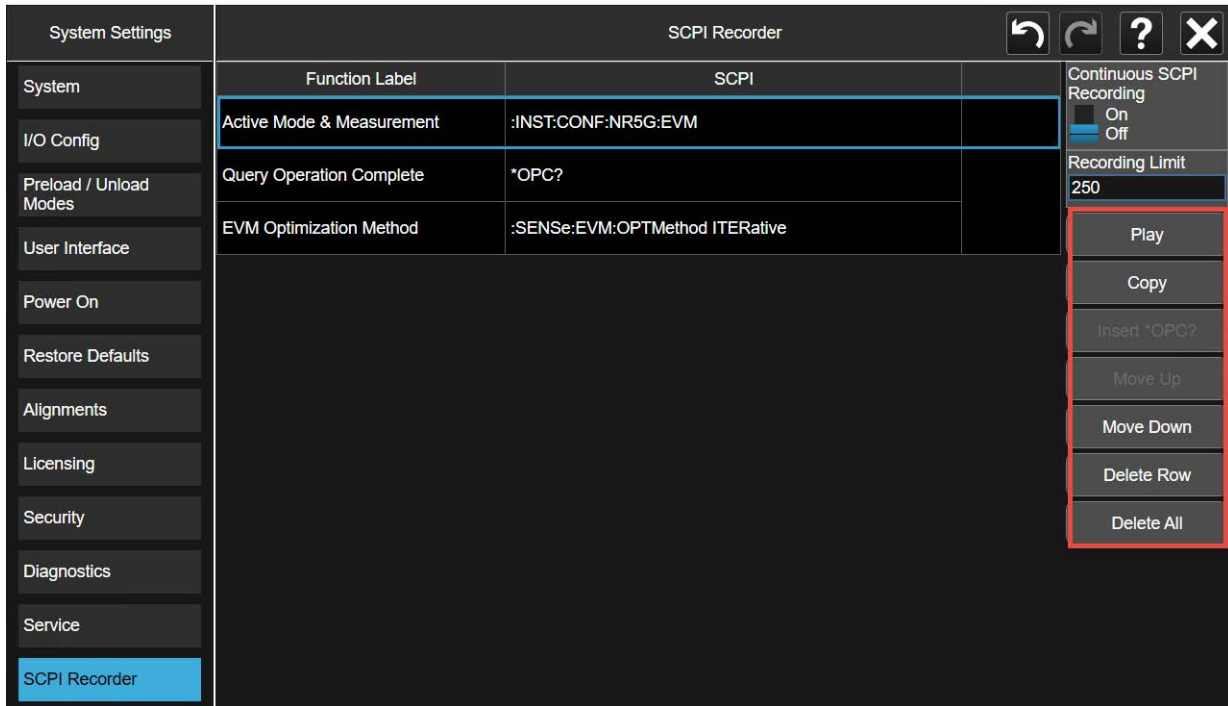 System Settings
SCPI Recorder
?
System
I/O Config
Preload / Unload
Modes
User Interface
Power On
Restore Defaults
Alignments
Licensing
Security
Diagnostics
Service
SCPI Recorder
Function Label
SCPI
Active Mode & Measurement
:INST:CONF:NR5G:EVM
Query Operation Complete
*OPC?
EVM Optimization Method
:SENSe:EVM:OPTMethod ITERative
Continuous SCPI
Recording
On
Off
Recording Limit
250
Play
Copy
Insert *OPC?
Move Up
Move Down
Delete Row
Delete All